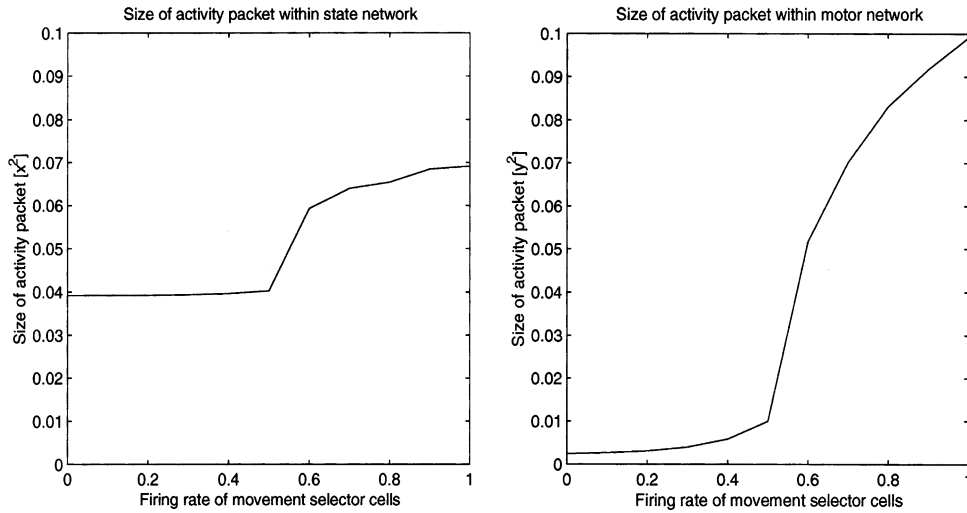 Size of activity packet within state network
0.1
0.09
0.08
0.07
0.06
0.05
0.04
0.03
0.02
0.01
0
Size of activity packet [x²]
0 0.2 0.4 0.6 0.8 1
Firing rate of movement selector cells
Size of activity packet within motor network
0.1
0.09
0.08
0.07
0.06
0.05
0.04
0.03
0.02
0.01
0
Size of activity packet [y²]
0 0.2 0.4 0.6 0.8 1
Firing rate of movement selector cells